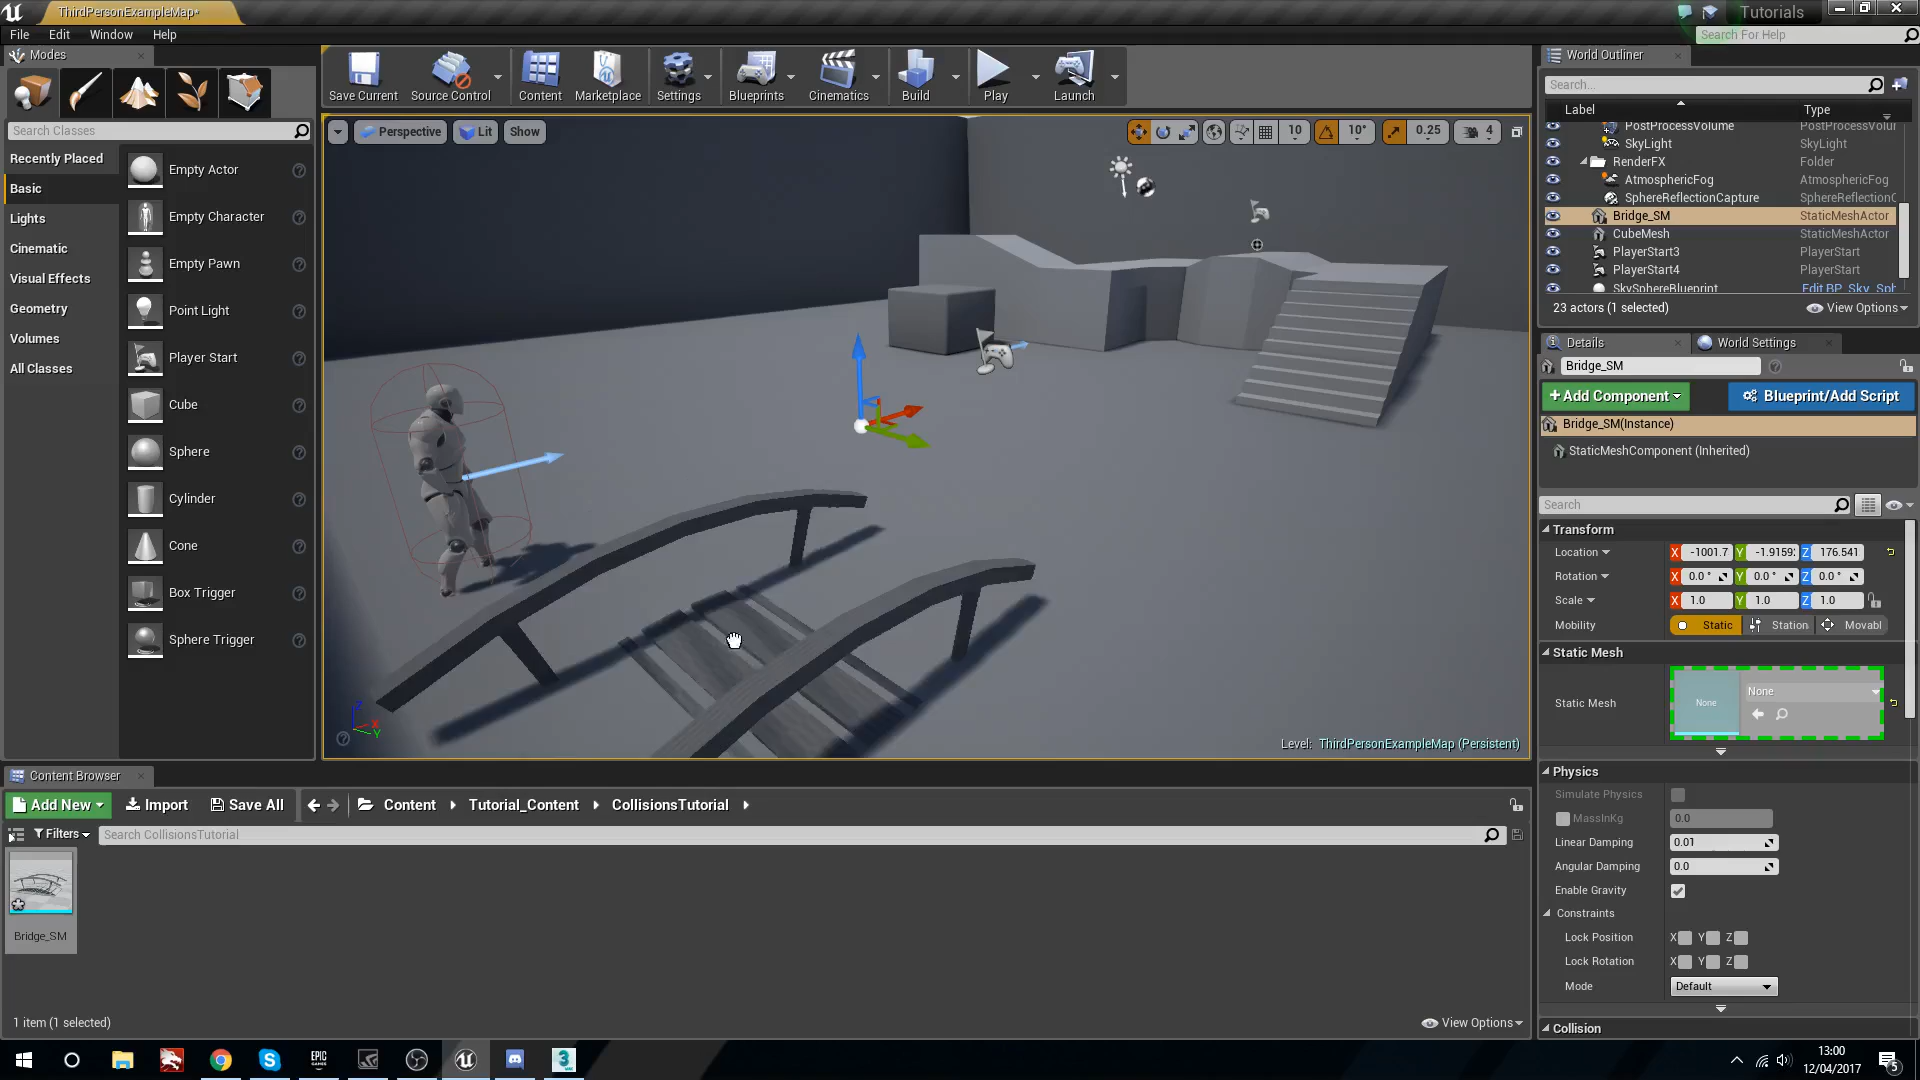 ThirdPersonExampleMap*
Tutorials
File Edit Window Help
Search For Help
Modes
Save Current
Source Control
Content
Marketplace
Settings
Blueprints
Cinematics
Build
Play
Launch
Search Classes
Recently Placed
Basic
Lights
Cinematic
Visual Effects
Geometry
Volumes
All Classes
Empty Actor
Empty Character
Empty Pawn
Point Light
Player Start
Cube
Sphere
Cylinder
Cone
Box Trigger
Sphere Trigger
Perspective
Lit
Show
10
10°
0.25
4
Level: ThirdPersonExampleMap (Persistent)
World Outliner
Search...
Label Type
PostProcessVolume PostProcessVolu
SkyLight SkyLight
RenderFX Folder
AtmosphericFog AtmosphericFog
SphereReflectionCapture SphereReflectionC
Bridge_SM StaticMeshActor
CubeMesh StaticMeshActor
PlayerStart3 PlayerStart
PlayerStart4 PlayerStart
SkySphereBlueprint Edit BP_Sky_Sph
23 actors (1 selected)
View Options
Details
World Settings
Bridge_SM
+Add Component
Blueprint/Add Script
Bridge_SM(Instance)
StaticMeshComponent (Inherited)
Search
Transform
Location X -1001.7 Y -1.9159 Z 176.541
Rotation X 0.0 ° Y 0.0 ° Z 0.0 °
Scale X 1.0 Y 1.0 Z 1.0
Mobility Static Station Movabl
Static Mesh
Static Mesh None None
Physics
Simulate Physics
MassInKg 0.0
Linear Damping 0.01
Angular Damping 0.0
Enable Gravity
Constraints
Lock Position X Y Z
Lock Rotation X Y Z
Mode Default
Collision
Content Browser
Add New
Import
Save All
Content
Tutorial_Content
CollisionsTutorial
Filters
Search CollisionsTutorial
Bridge_SM
1 item (1 selected)
View Options
X
Y
Z
EPIC
GAMES
3
13:00
12/04/2017
5